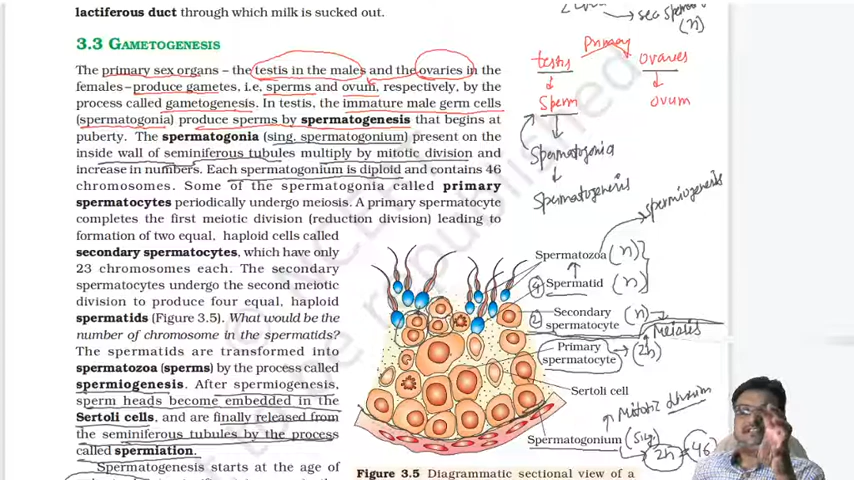 lactiferous duct through which milk is sucked out.
3.3 GAMETOGENESIS
The primary sex organs – the testis in the males and the ovaries in the
females–produce gametes, i.e, sperms and ovum, respectively, by the
process called gametogenesis. In testis, the immature male germ cells
(spermatogonia) produce sperms by spermatogenesis that begins at
puberty. The spermatogonia (sing. spermatogonium) present on the
inside wall of seminiferous tubules multiply by mitotic division and
increase in numbers. Each spermatogonium is diploid and contains 46
chromosomes. Some of the spermatogonia called primary
spermatocytes periodically undergo meiosis. A primary spermatocyte
completes the first meiotic division (reduction division) leading to
formation of two equal, haploid cells called
secondary spermatocytes, which have only
23 chromosomes each. The secondary
spermatocytes undergo the second meiotic
division to produce four equal, haploid
spermatids (Figure 3.5). What would be the
number of chromosome in the spermatids?
The spermatids are transformed into
spermatozoa (sperms) by the process called
spermiogenesis. After spermiogenesis,
sperm heads become embedded in the
Sertoli cells, and are finally released from
the seminiferous tubules by the process
called spermiation.
Spermatogenesis starts at the age of
(n)
Primary
testis
ovaries
Sperm
ovum
Spermatogonia
Spermatogenesis
spermiogenesis
Spermatozoa (n)
4 Spermatid (n)
2 Secondary (n)
spermatocyte
Meiosis
Primary
spermatocyte (2n)
Sertoli cell
Mitotic division
Spermatogonium (Sing)
2n = 46
Figure 3.5 Diagrammatic sectional view of a